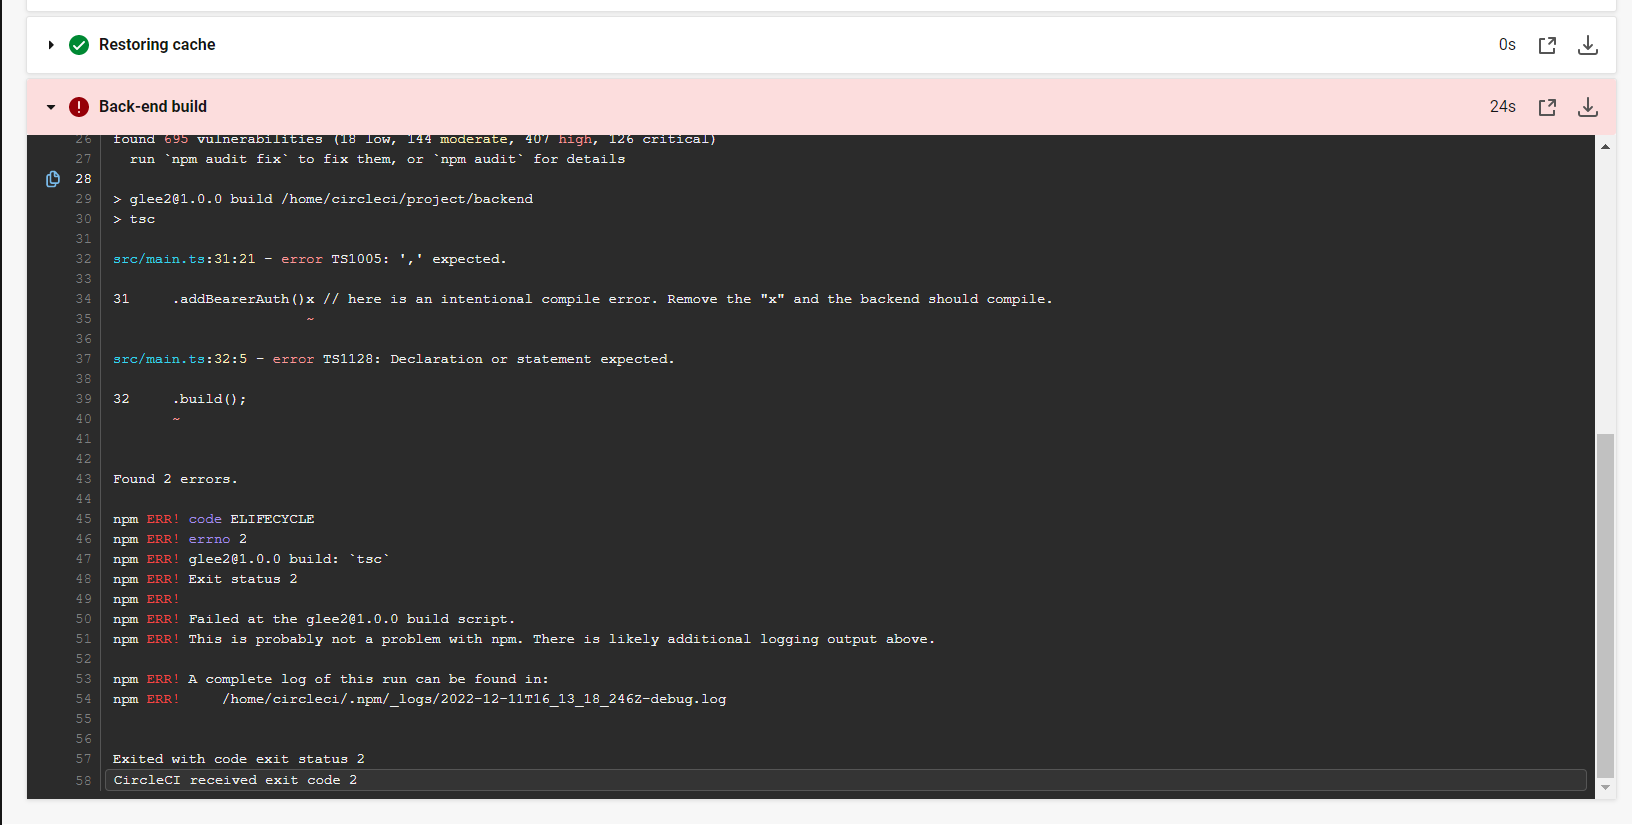 Restoring cache 0s
Back-end build 24s
26 found 695 vulnerabilities (18 low, 144 moderate, 407 high, 126 critical)
27 run `npm audit fix` to fix them, or `npm audit` for details
28
29 > glee2@1.0.0 build /home/circleci/project/backend
30 > tsc
31
32 src/main.ts:31:21 - error TS1005: ',' expected.
33
34 31 .addBearerAuth()x // here is an intentional compile error. Remove the "x" and the backend should compile.
35 ~
36
37 src/main.ts:32:5 - error TS1128: Declaration or statement expected.
38
39 32 .build();
40 ~
41
42
43 Found 2 errors.
44
45 npm ERR! code ELIFECYCLE
46 npm ERR! errno 2
47 npm ERR! glee2@1.0.0 build: `tsc`
48 npm ERR! Exit status 2
49 npm ERR!
50 npm ERR! Failed at the glee2@1.0.0 build script.
51 npm ERR! This is probably not a problem with npm. There is likely additional logging output above.
52
53 npm ERR! A complete log of this run can be found in:
54 npm ERR! /home/circleci/.npm/_logs/2022-12-11T16_13_18_246Z-debug.log
55
56
57 Exited with code exit status 2
58 CircleCI received exit code 2